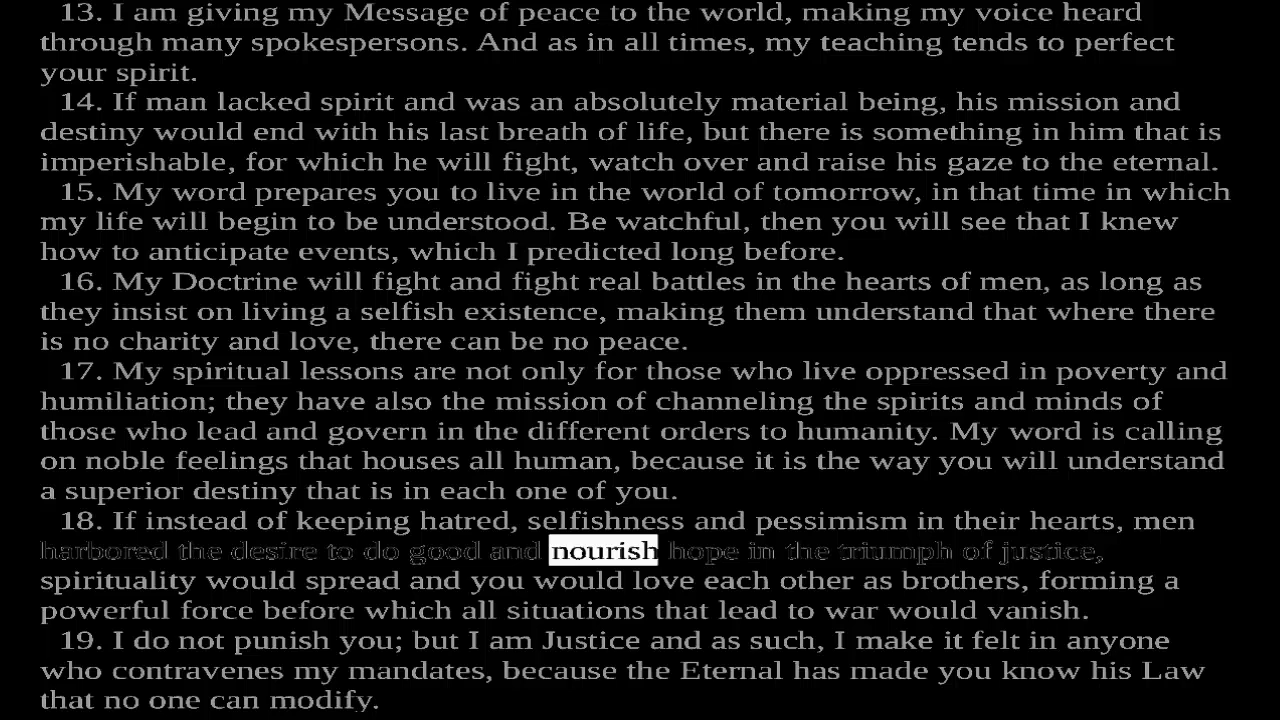 13. I am giving my Message of peace to the world, making my voice heard
through many spokespersons. And as in all times, my teaching tends to perfect
your spirit.
14. If man lacked spirit and was an absolutely material being, his mission and
destiny would end with his last breath of life, but there is something in him that is
imperishable, for which he will fight, watch over and raise his gaze to the eternal.
15. My word prepares you to live in the world of tomorrow, in that time in which
my life will begin to be understood. Be watchful, then you will see that I knew
how to anticipate events, which I predicted long before.
16. My Doctrine will fight and fight real battles in the hearts of men, as long as
they insist on living a selfish existence, making them understand that where there
is no charity and love, there can be no peace.
17. My spiritual lessons are not only for those who live oppressed in poverty and
humiliation; they have also the mission of channeling the spirits and minds of
those who lead and govern in the different orders to humanity. My word is calling
on noble feelings that houses all human, because it is the way you will understand
a superior destiny that is in each one of you.
18. If instead of keeping hatred, selfishness and pessimism in their hearts, men
harbored the desire to do good and nourish hope in the triumph of justice,
spirituality would spread and you would love each other as brothers, forming a
powerful force before which all situations that lead to war would vanish.
19. I do not punish you; but I am Justice and as such, I make it felt in anyone
who contravenes my mandates, because the Eternal has made you know his Law
that no one can modify.